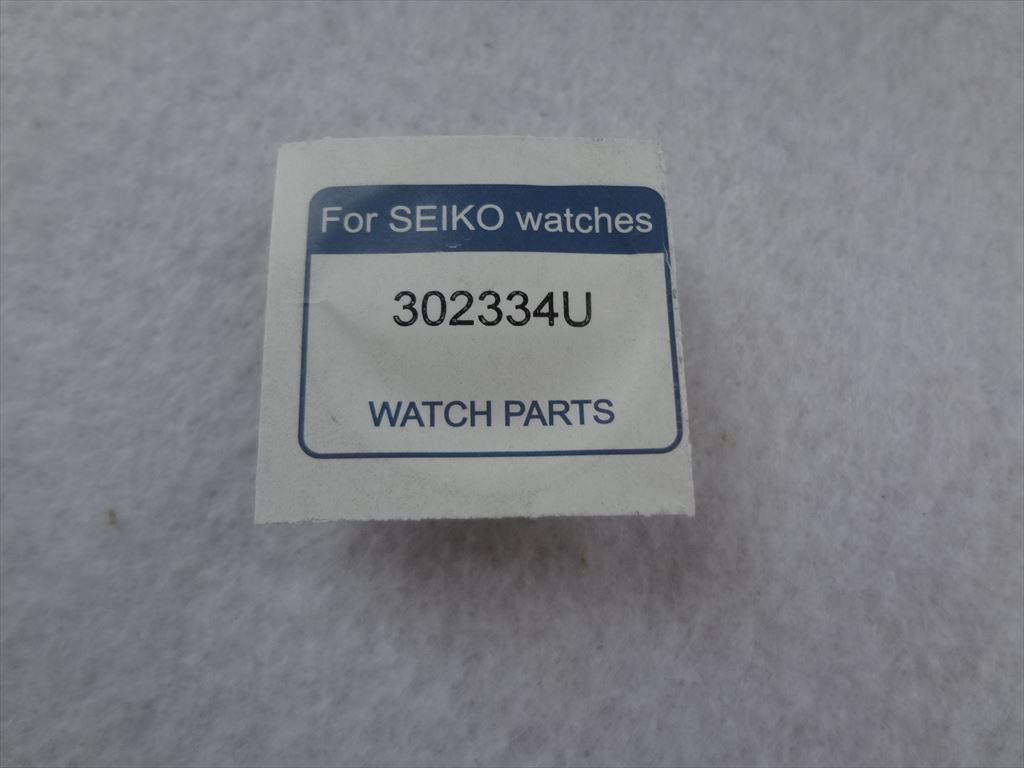 For SEIKO watches
302334U
WATCH PARTS